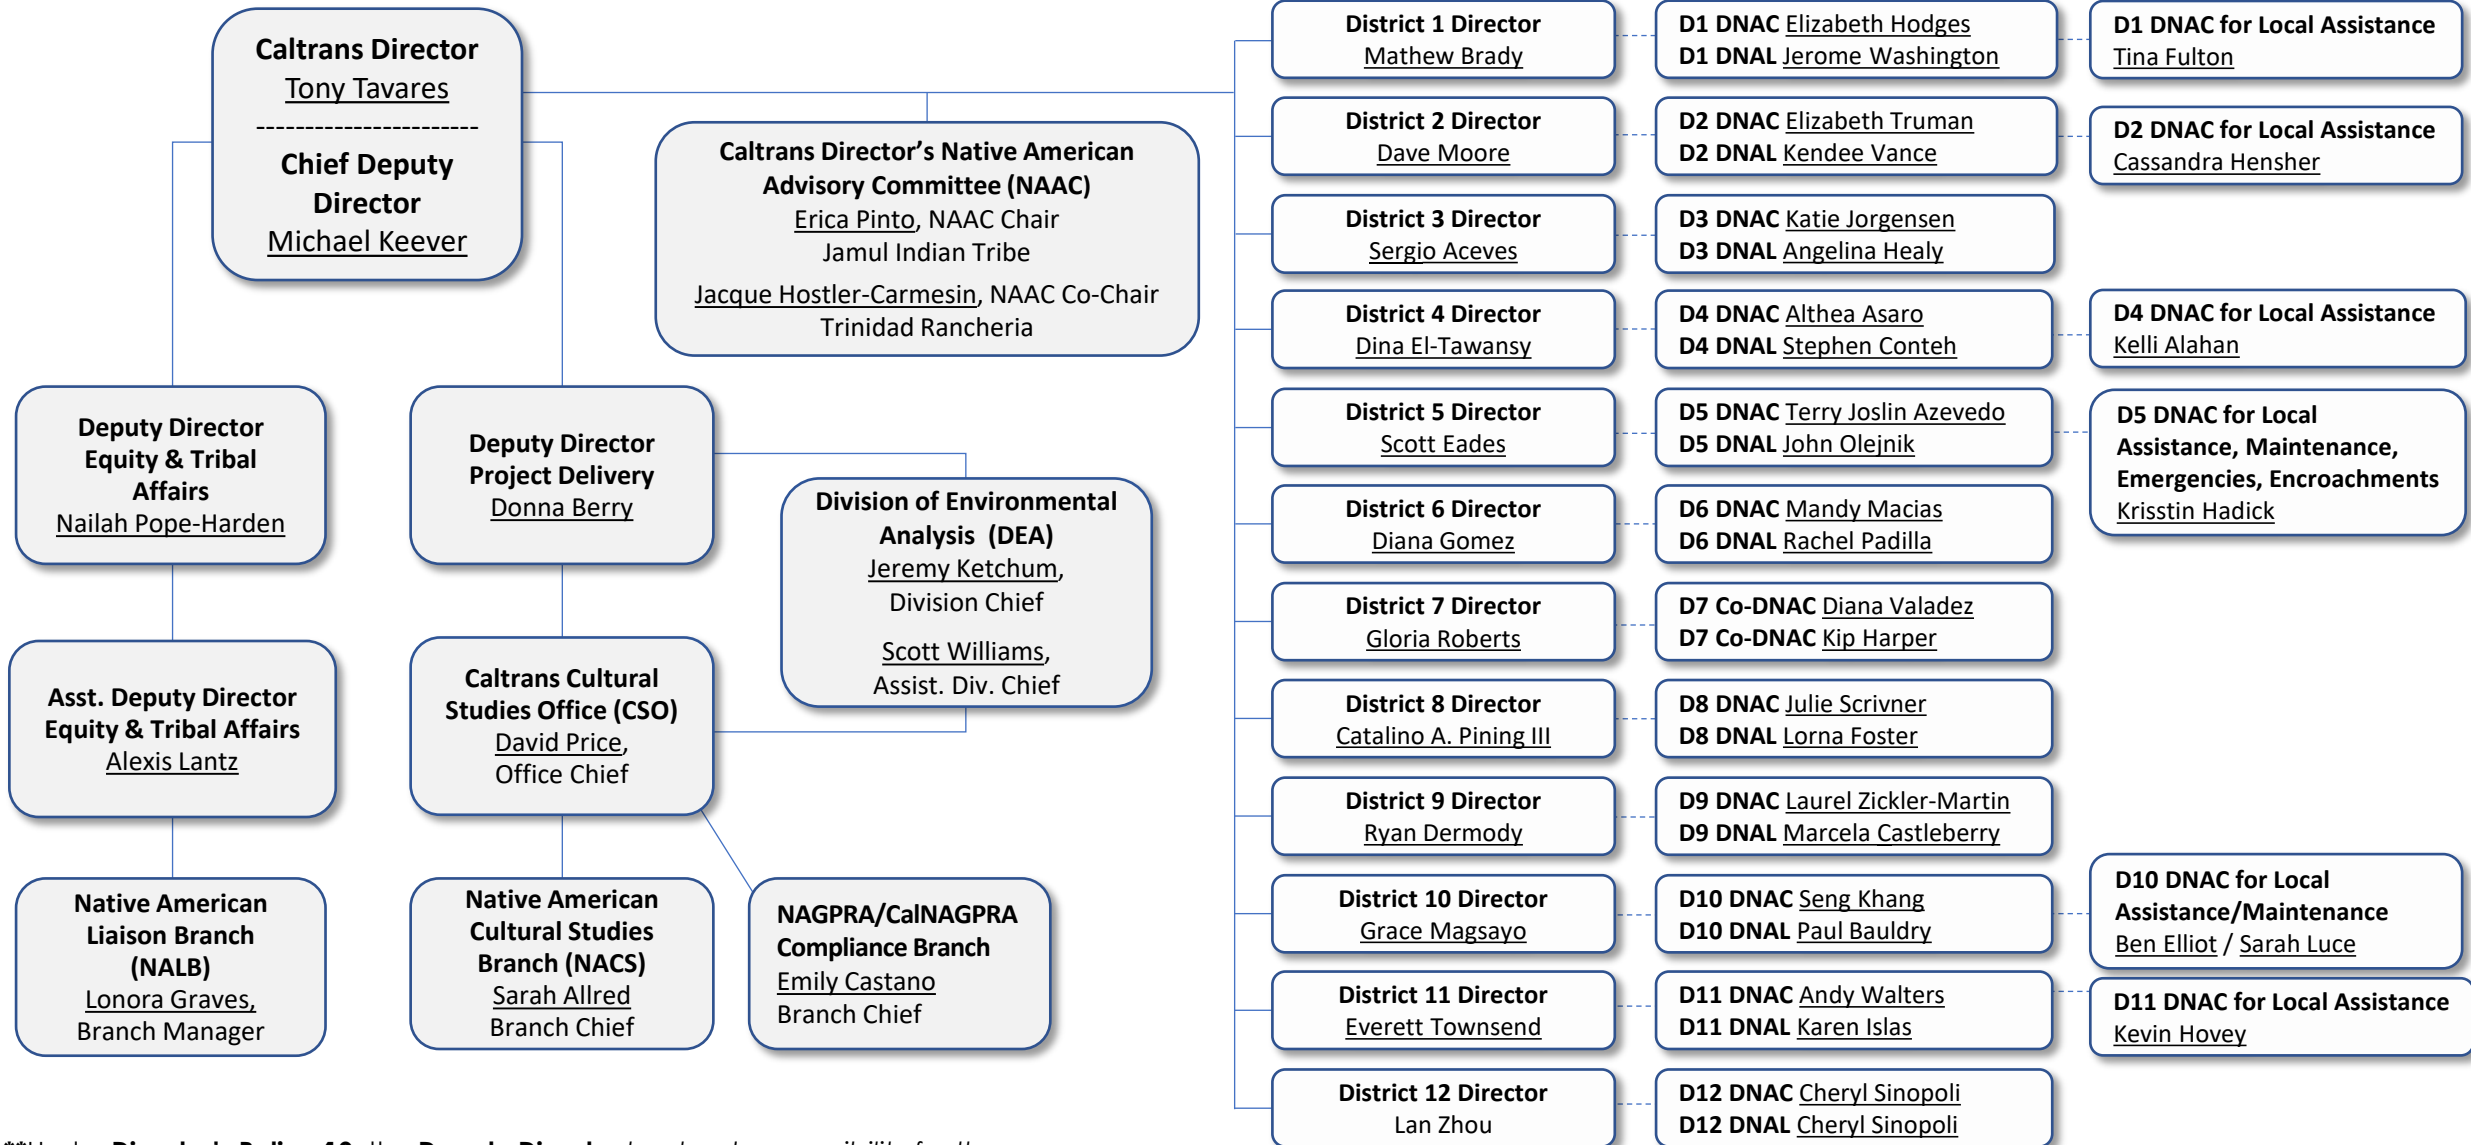 Caltrans Director
Tony Tavares
-----------------------
Chief Deputy
Director
Michael Keever
Caltrans Director’s Native American
Advisory Committee (NAAC)
Erica Pinto, NAAC Chair
Jamul Indian Tribe
Jacque Hostler-Carmesin, NAAC Co-Chair
Trinidad Rancheria
Deputy Director
Equity & Tribal
Affairs
Nailah Pope-Harden
Deputy Director
Project Delivery
Donna Berry
Division of Environmental
Analysis (DEA)
Jeremy Ketchum,
Division Chief
Scott Williams,
Assist. Div. Chief
Asst. Deputy Director
Equity & Tribal Affairs
Alexis Lantz
Caltrans Cultural
Studies Office (CSO)
David Price,
Office Chief
Native American
Liaison Branch
(NALB)
Lonora Graves,
Branch Manager
Native American
Cultural Studies
Branch (NACS)
Sarah Allred
Branch Chief
NAGPRA/CalNAGPRA
Compliance Branch
Emily Castano
Branch Chief
District 1 Director
Mathew Brady
D1 DNAC Elizabeth Hodges
D1 DNAL Jerome Washington
D1 DNAC for Local Assistance
Tina Fulton
District 2 Director
Dave Moore
D2 DNAC Elizabeth Truman
D2 DNAL Kendee Vance
D2 DNAC for Local Assistance
Cassandra Hensher
District 3 Director
Sergio Aceves
D3 DNAC Katie Jorgensen
D3 DNAL Angelina Healy
District 4 Director
Dina El-Tawansy
D4 DNAC Althea Asaro
D4 DNAL Stephen Conteh
D4 DNAC for Local Assistance
Kelli Alahan
District 5 Director
Scott Eades
D5 DNAC Terry Joslin Azevedo
D5 DNAL John Olejnik
D5 DNAC for Local
Assistance, Maintenance,
Emergencies, Encroachments
Krisstin Hadick
District 6 Director
Diana Gomez
D6 DNAC Mandy Macias
D6 DNAL Rachel Padilla
District 7 Director
Gloria Roberts
D7 Co-DNAC Diana Valadez
D7 Co-DNAC Kip Harper
District 8 Director
Catalino A. Pining III
D8 DNAC Julie Scrivner
D8 DNAL Lorna Foster
District 9 Director
Ryan Dermody
D9 DNAC Laurel Zickler-Martin
D9 DNAL Marcela Castleberry
District 10 Director
Grace Magsayo
D10 DNAC Seng Khang
D10 DNAL Paul Bauldry
D10 DNAC for Local
Assistance/Maintenance
Ben Elliot / Sarah Luce
District 11 Director
Everett Townsend
D11 DNAC Andy Walters
D11 DNAL Karen Islas
D11 DNAC for Local Assistance
Kevin Hovey
District 12 Director
Lan Zhou
D12 DNAC Cheryl Sinopoli
D12 DNAL Cheryl Sinopoli